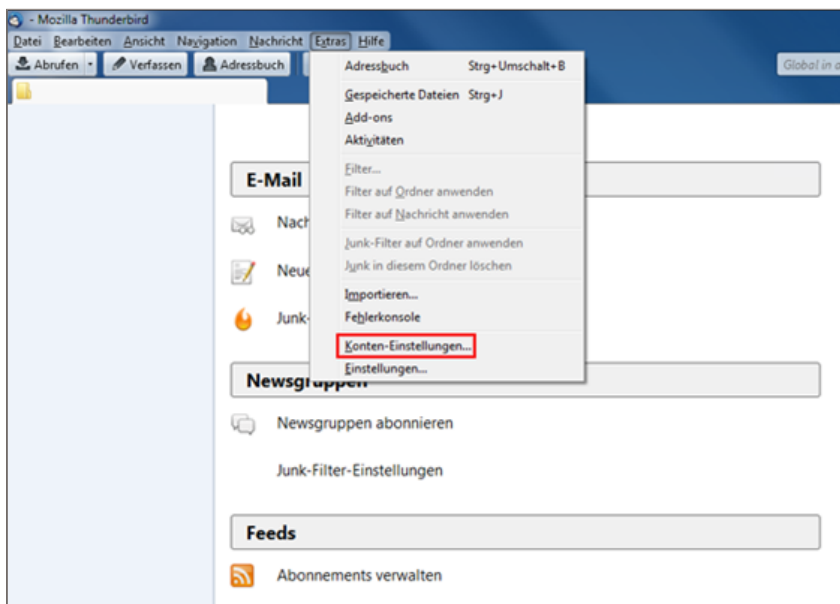 - Mozilla Thunderbird
Datei Bearbeiten Ansicht Navigation Nachricht Extras Hilfe
Abrufen Verfassen Adressbuch
Global in
Adressbuch Strg+Umschalt+B
Gespeicherte Dateien Strg+J
Add-ons
Aktivitäten
Filter...
Filter auf Ordner anwenden
Filter auf Nachricht anwenden
Junk-Filter auf Ordner anwenden
Junk in diesem Ordner löschen
Importieren...
Fehlerkonsole
Konten-Einstellungen...
Einstellungen...
E-Mail
Nach
Neue
Junk-
Newsgruppen
Newsgruppen abonnieren
Junk-Filter-Einstellungen
Feeds
Abonnements verwalten